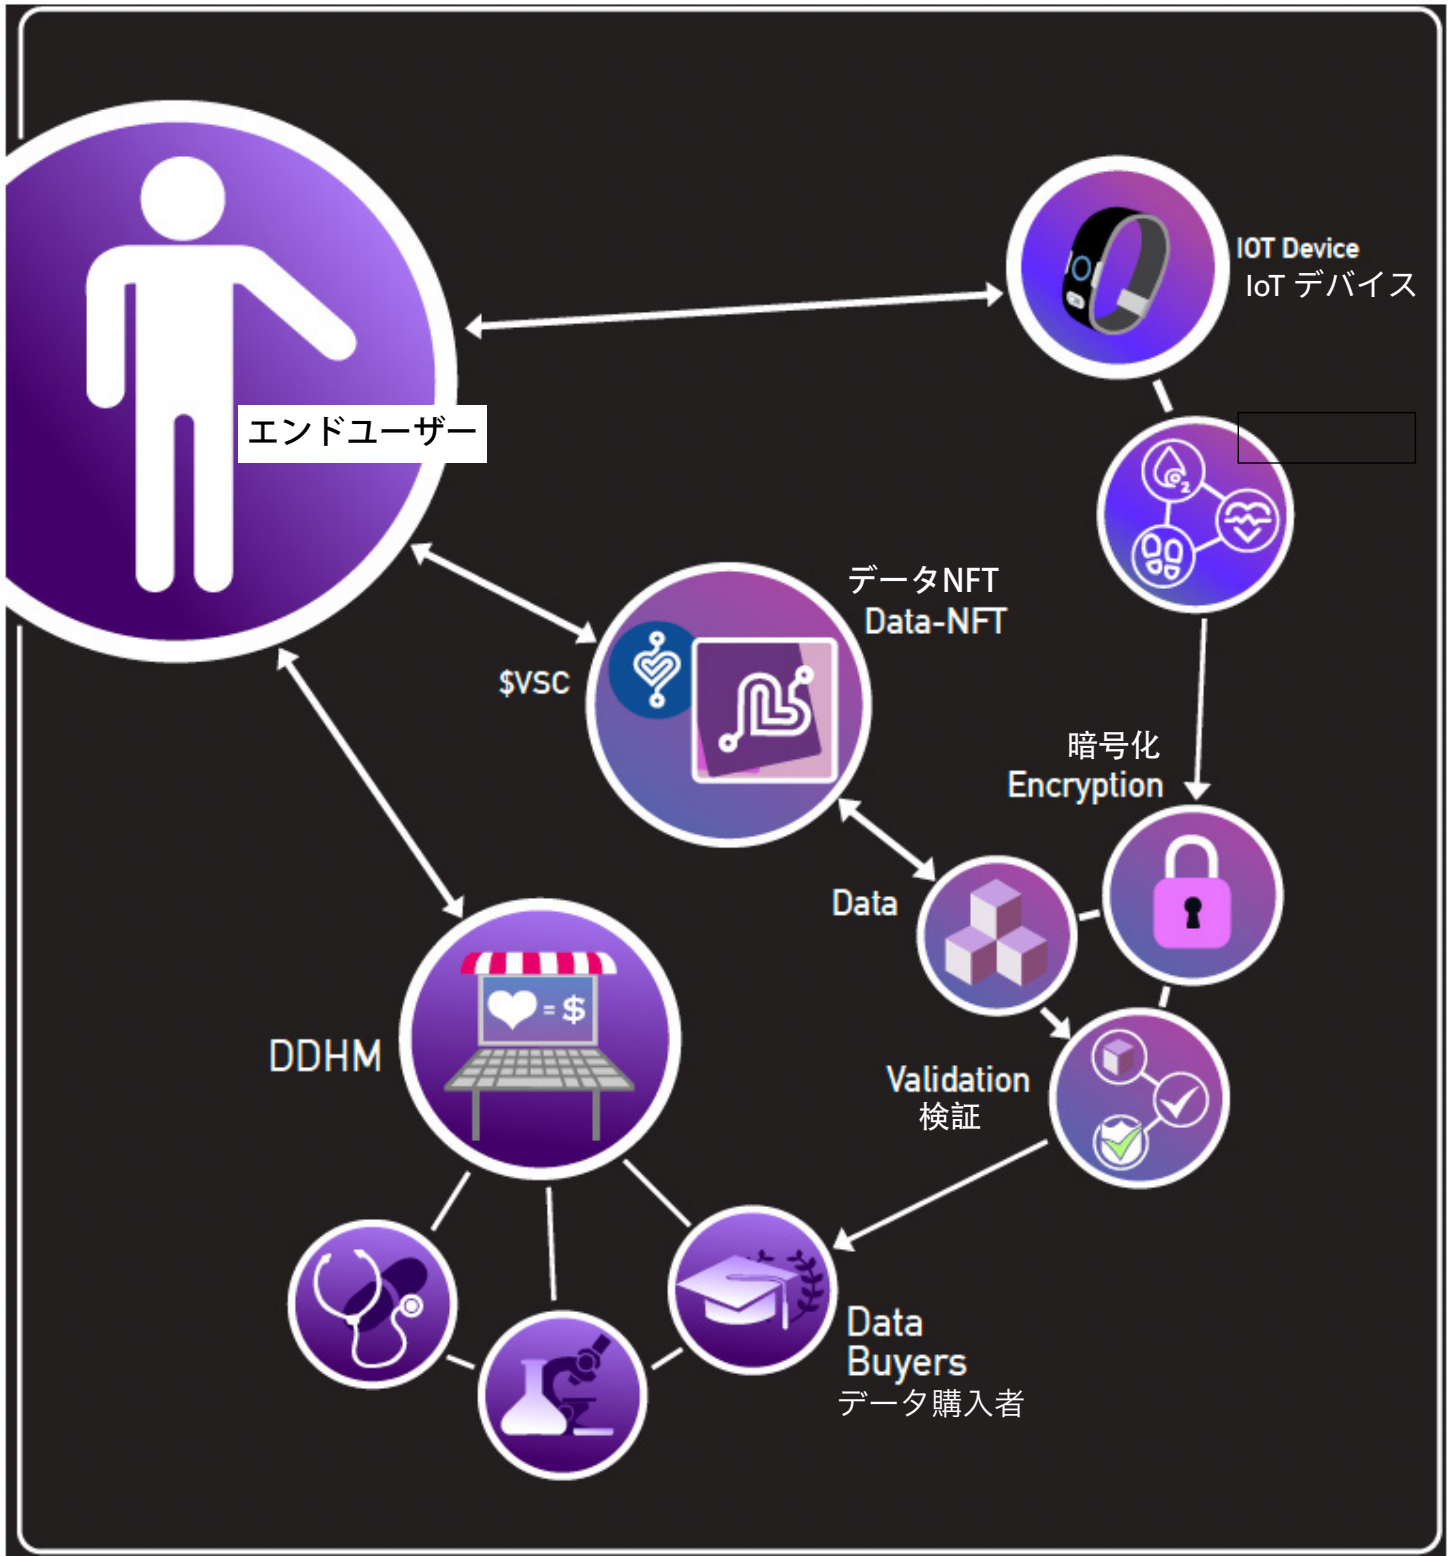 IOT Device
IoT デバイス
エンドユーザー
O₂
データNFT
Data-NFT
$VSC
暗号化
Encryption
Data
= $
DDHM
Validation
検証
Data
Buyers
データ購入者